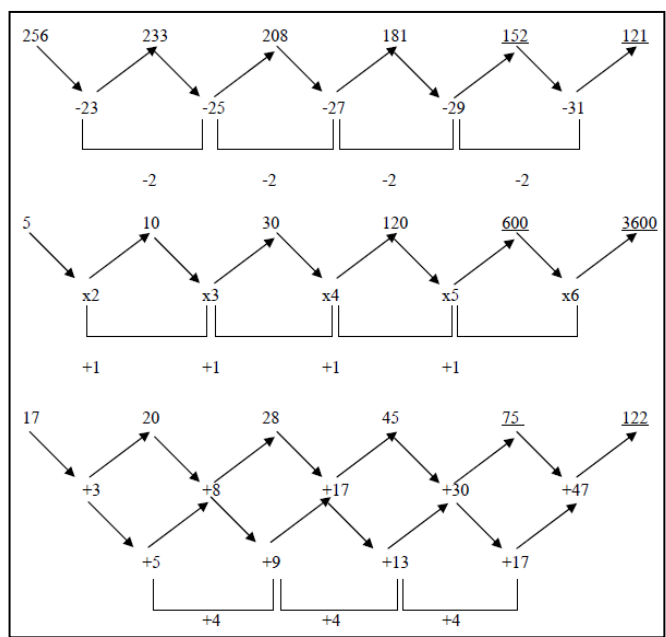 256 233 208 181 152 121
-23 -25 -27 -29 -31
-2 -2 -2 -2
5 10 30 120 600 3600
x2 x3 x4 x5 x6
+1 +1 +1 +1
17 20 28 45 75 122
+3 +8 +17 +30 +47
+5 +9 +13 +17
+4 +4 +4